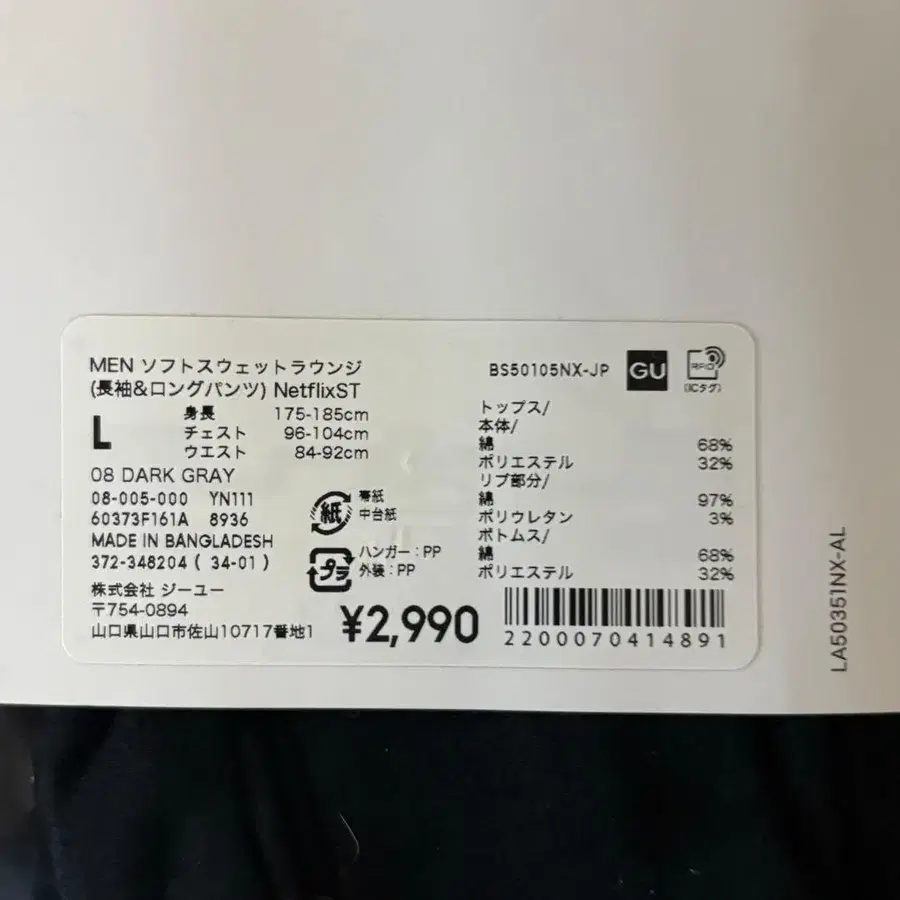 MEN ソフトスウェットラウンジ
(長袖&ロングパンツ) NetflixST
L
身長 175-185cm
チェスト 96-104cm
ウエスト 84-92cm
08 DARK GRAY
08-005-000 YN111
60373F161A 8936
MADE IN BANGLADESH
372-348204 ( 34-01 )
株式会社 ジーユー
〒754-0894
山口県山口市佐山10717番地1
紙
帯紙
中台紙
プラ
ハンガー:PP
外装:PP
¥2,990
BS50105NX-JP
GU
RFID
(ICタグ)
トップス/
本体/
綿 68%
ポリエステル 32%
リブ部分/
綿 97%
ポリウレタン 3%
ボトムス/
綿 68%
ポリエステル 32%
2200070414891
LA50351NX-AL